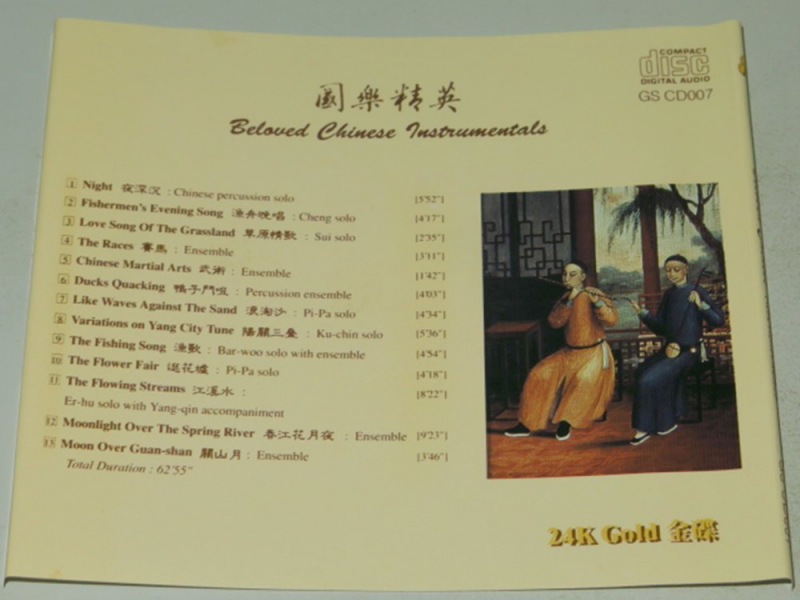 COMPACT
disc
DIGITAL AUDIO
GS CD007
國樂精英
Beloved Chinese Instrumentals
1 Night 夜深沉 : Chinese percussion solo [5'52"]
2 Fishermen's Evening Song 漁舟晚唱 : Cheng solo [4'17"]
3 Love Song Of The Grassland 草原情歌 : Sui solo [2'35"]
4 The Races 賽馬 : Ensemble [3'11"]
5 Chinese Martial Arts 武術 : Ensemble [1'42"]
6 Ducks Quacking 鴨子鬥咀 : Percussion ensemble [4'03"]
7 Like Waves Against The Sand 浪淘沙 : Pi-Pa solo [4'34"]
8 Variations on Yang City Tune 陽關三疊 : Ku-chin solo [5'36"]
9 The Fishing Song 漁歌 : Bar-woo solo with ensemble [4'54"]
10 The Flower Fair 逛花墟 : Pi-Pa solo [4'18"]
11 The Flowing Streams 江溪水 : [8'22"]
Er-hu solo with Yang-qin accompaniment
12 Moonlight Over The Spring River 春江花月夜 : Ensemble [9'23"]
13 Moon Over Guan-shan 關山月 : Ensemble [3'46"]
Total Duration : 62'55"
24K Gold 金碟